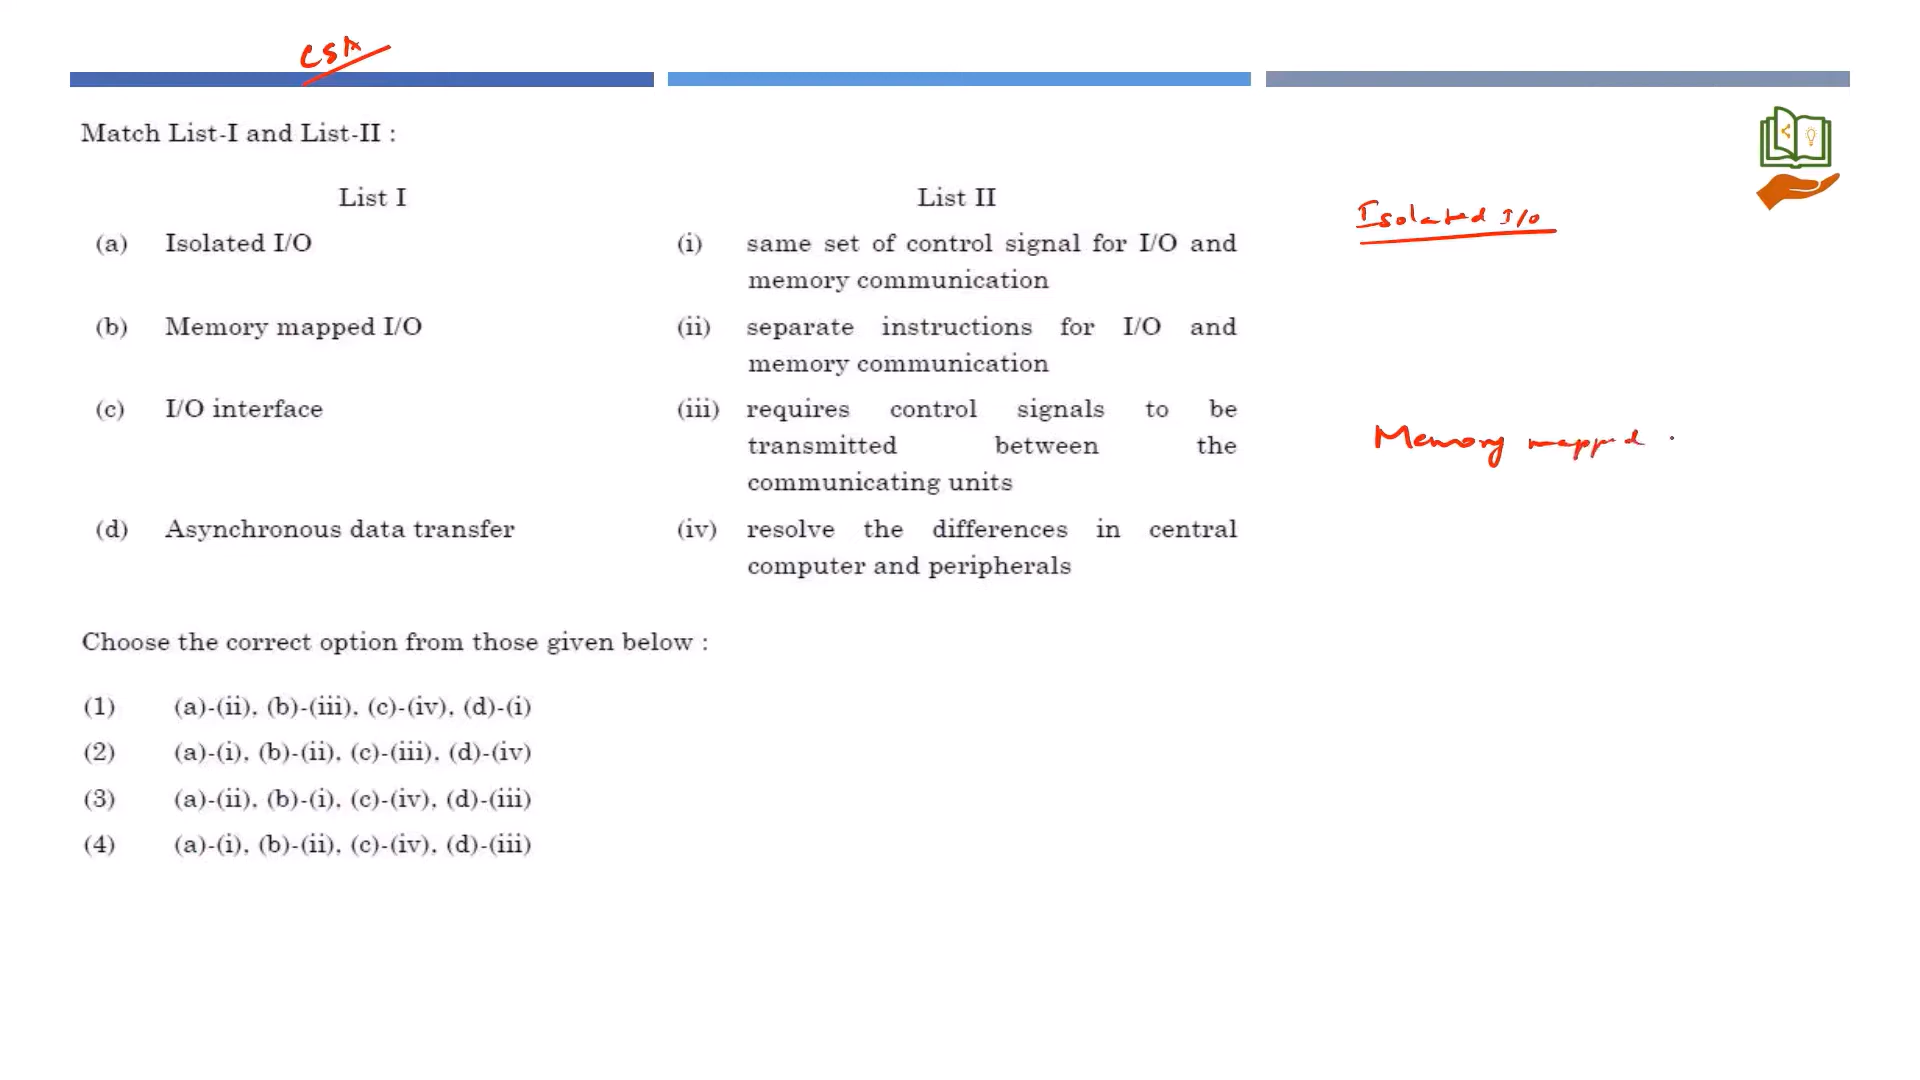 CSA
Match List-I and List-II :
List I
List II
(a) Isolated I/O
(i) same set of control signal for I/O and
memory communication
(b) Memory mapped I/O
(ii) separate instructions for I/O and
memory communication
(c) I/O interface
(iii) requires control signals to be
transmitted between the
communicating units
(d) Asynchronous data transfer
(iv) resolve the differences in central
computer and peripherals
Isolated I/O
Memory mapped
Choose the correct option from those given below :
(1) (a)-(ii), (b)-(iii), (c)-(iv), (d)-(i)
(2) (a)-(i), (b)-(ii), (c)-(iii), (d)-(iv)
(3) (a)-(ii), (b)-(i), (c)-(iv), (d)-(iii)
(4) (a)-(i), (b)-(ii), (c)-(iv), (d)-(iii)